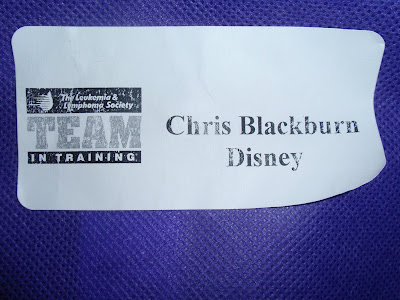 The Leukemia &
Lymphoma Society
TEAM
IN TRAINING
Chris Blackburn
Disney